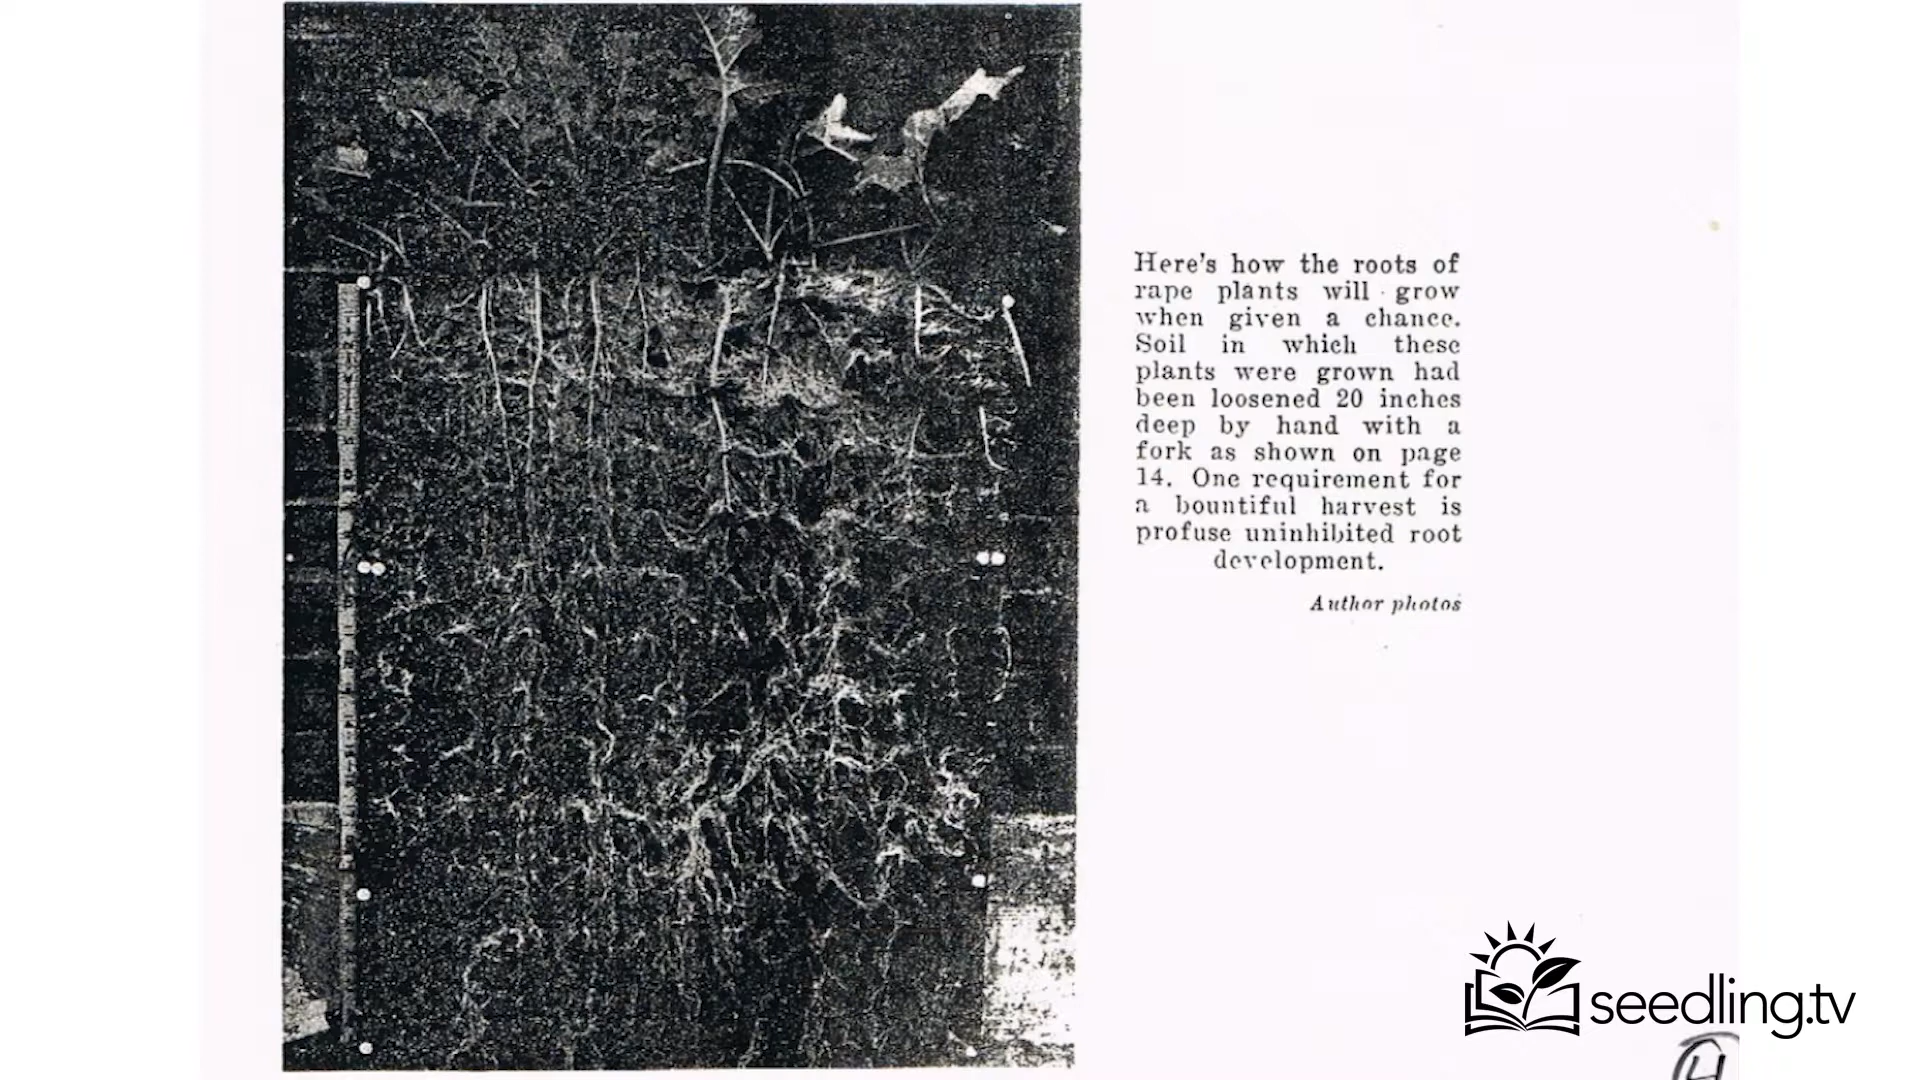 Here's how the roots of
rape plants will grow
when given a chance.
Soil in which these
plants were grown had
been loosened 20 inches
deep by hand with a
fork as shown on page
14. One requirement for
a bountiful harvest is
profuse uninhibited root
development.
Author photos
seedling.tv